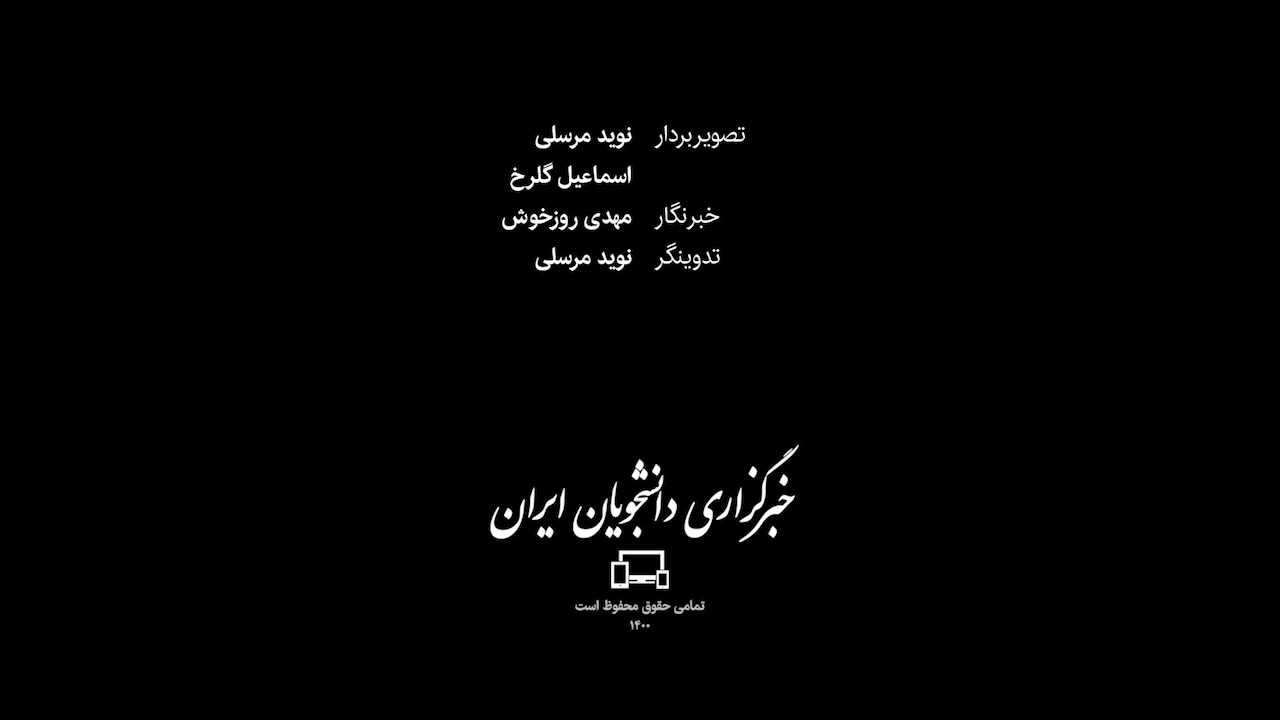 تصویربردار نوید مرسلی
اسماعیل گلرخ
خبرنگار مهدی روزخوش
تدوینگر نوید مرسلی
خبرگزاری دانشجویان ایران
تمامی حقوق محفوظ است
۱۴۰۰